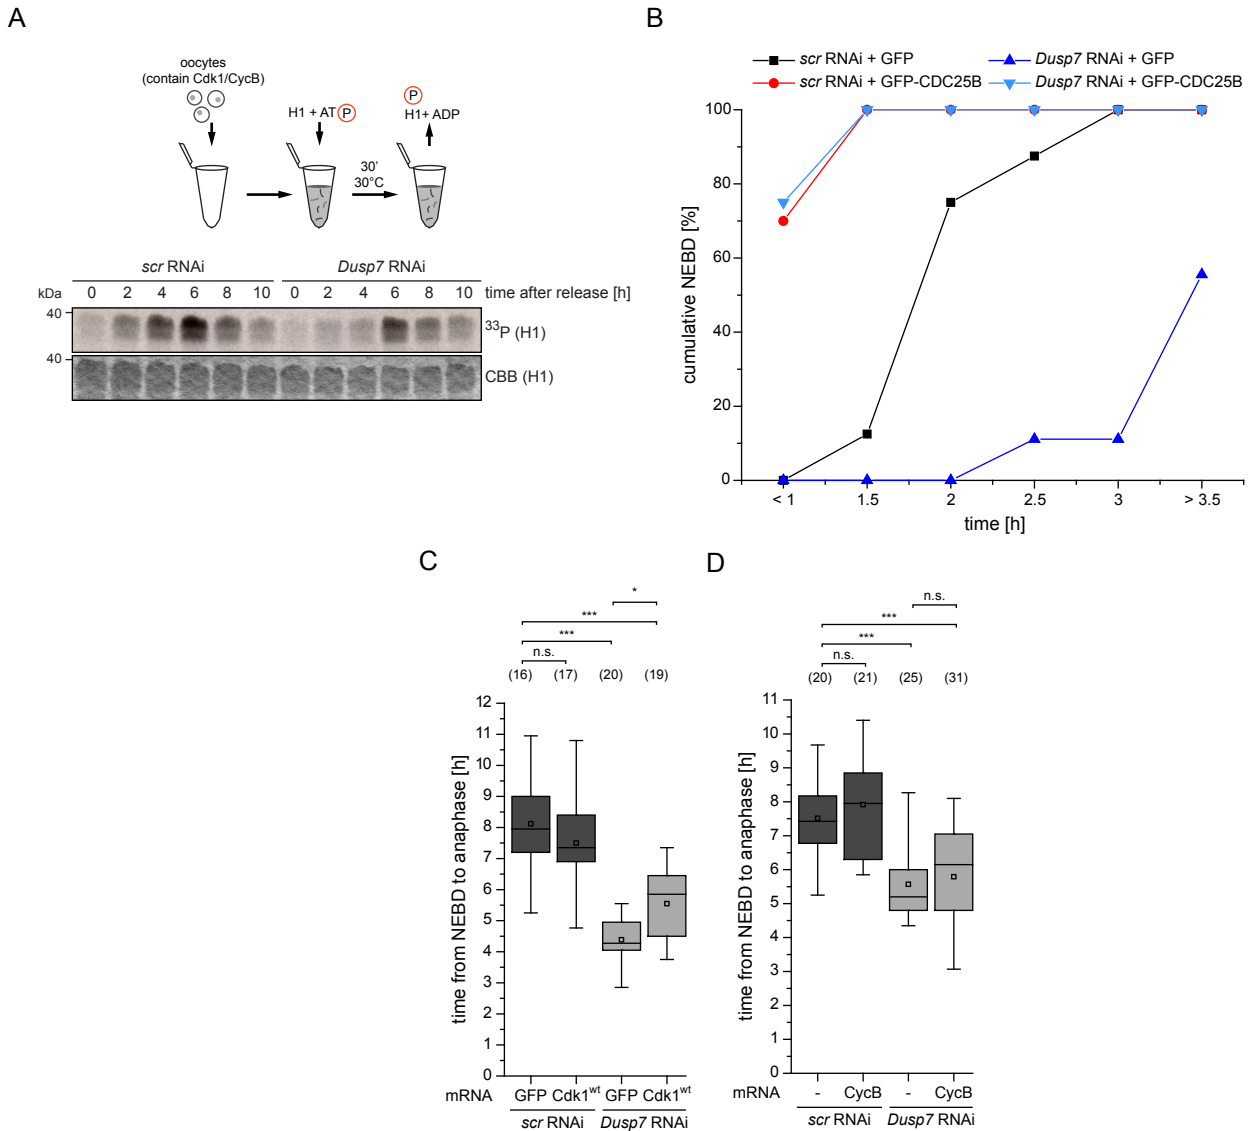 A
oocytes
(contain Cdk1/CycB)
H1 + AT P
P
H1+ ADP
30'
30°C
scr RNAi Dusp7 RNAi
kDa 0 2 4 6 8 10 0 2 4 6 8 10 time after release [h]
40
33P (H1)
40
CBB (H1)
B
scr RNAi + GFP Dusp7 RNAi + GFP
scr RNAi + GFP-CDC25B Dusp7 RNAi + GFP-CDC25B
cumulative NEBD [%]
100
80
60
40
20
0
< 1 1.5 2 2.5 3 > 3.5
time [h]
C
*
***
***
n.s.
(16) (17) (20) (19)
time from NEBD to anaphase [h]
12
11
10
9
8
7
6
5
4
3
2
1
0
mRNA GFP Cdk1wt GFP Cdk1wt
scr RNAi Dusp7 RNAi
D
n.s.
***
***
n.s.
(20) (21) (25) (31)
time from NEBD to anaphase [h]
11
10
9
8
7
6
5
4
3
2
1
0
mRNA - CycB - CycB
scr RNAi Dusp7 RNAi